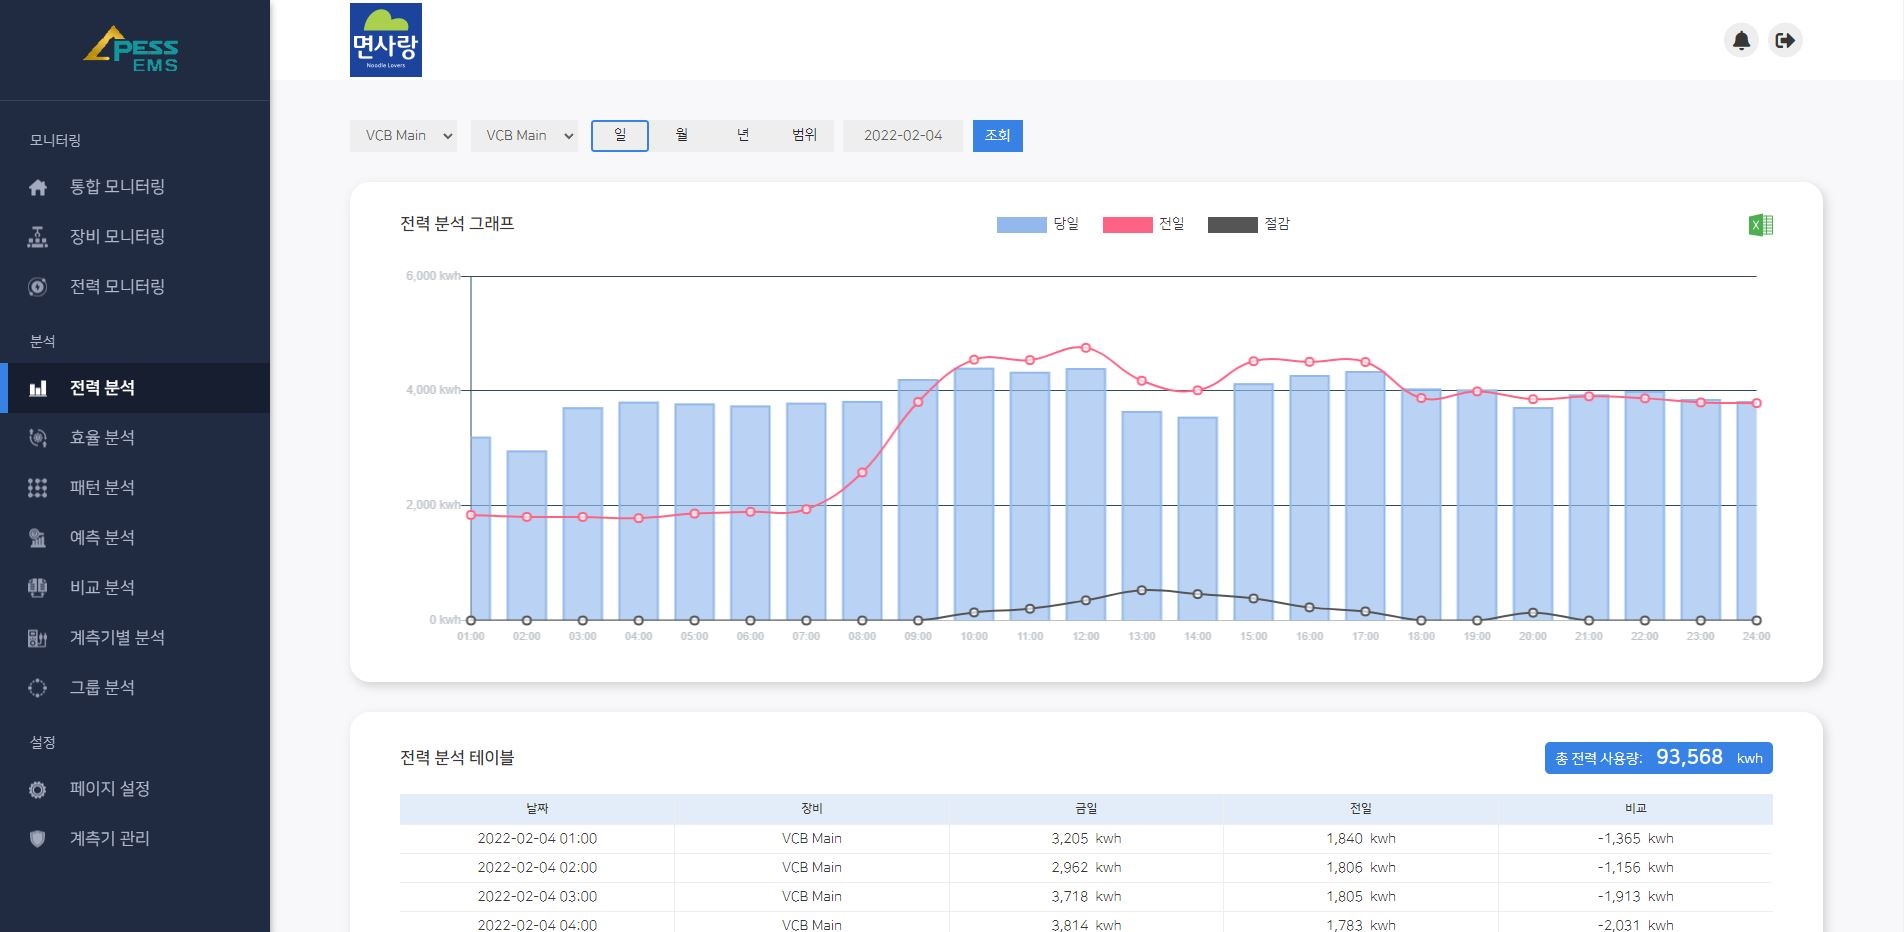 PESS
EMS
면사랑
Noodle Lovers
모니터링
통합 모니터링
장비 모니터링
전력 모니터링
분석
전력 분석
효율 분석
패턴 분석
예측 분석
비교 분석
계측기별 분석
그룹 분석
설정
페이지 설정
계측기 관리
VCB Main VCB Main 일 월 년 범위 2022-02-04 조회
전력 분석 그래프 당일 전일 절감
6,000 kwh
4,000 kwh
2,000 kwh
0 kwh
01:00 02:00 03:00 04:00 05:00 06:00 07:00 08:00 09:00 10:00 11:00 12:00 13:00 14:00 15:00 16:00 17:00 18:00 19:00 20:00 21:00 22:00 23:00 24:00
전력 분석 테이블 총 전력 사용량: 93,568 kwh
날짜 장비 금일 전일 비교
2022-02-04 01:00 VCB Main 3,205 kwh 1,840 kwh -1,365 kwh
2022-02-04 02:00 VCB Main 2,962 kwh 1,806 kwh -1,156 kwh
2022-02-04 03:00 VCB Main 3,718 kwh 1,805 kwh -1,913 kwh
2022-02-04 04:00 VCB Main 3,814 kwh 1,783 kwh -2,031 kwh